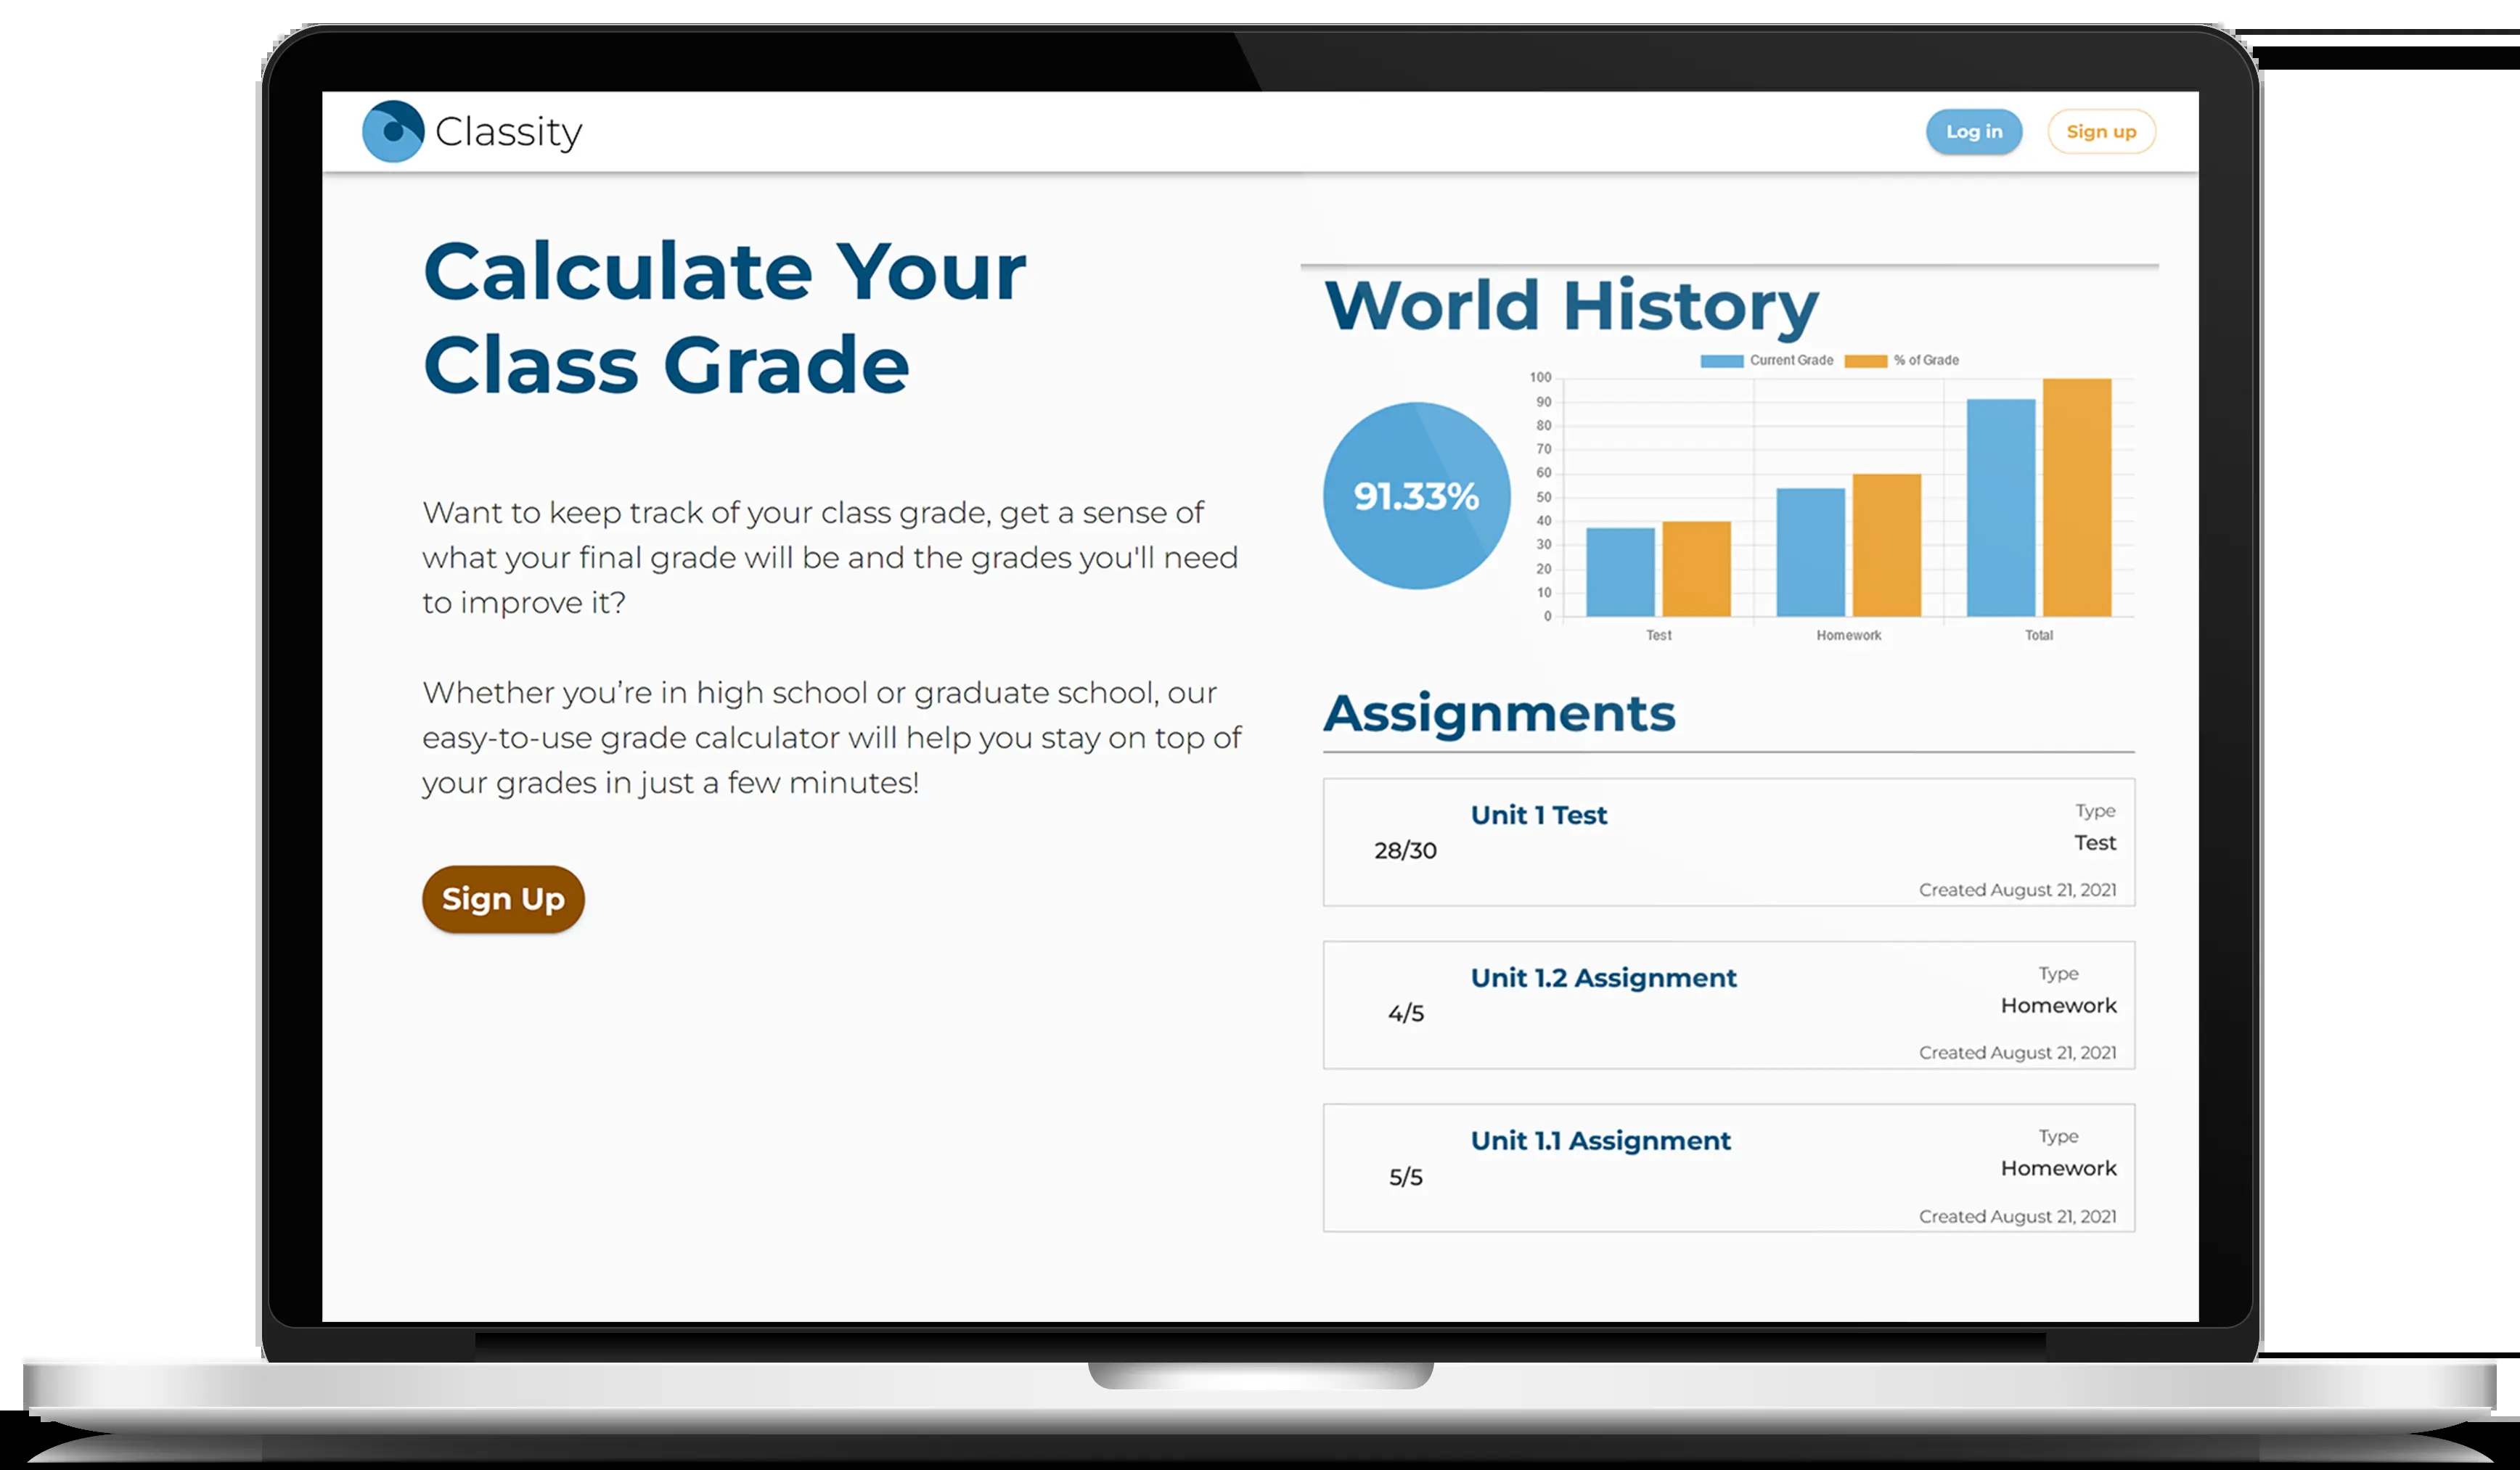 Classity
Log in
Sign up
Calculate Your
Class Grade
Want to keep track of your class grade, get a sense of
what your final grade will be and the grades you'll need
to improve it?
Whether you’re in high school or graduate school, our
easy-to-use grade calculator will help you stay on top of
your grades in just a few minutes!
Sign Up
World History
Current Grade
% of Grade
91.33%
100
90
80
70
60
50
40
30
20
10
0
Test
Homework
Total
Assignments
28/30
Unit 1 Test
Type
Test
Created August 21, 2021
4/5
Unit 1.2 Assignment
Type
Homework
Created August 21, 2021
5/5
Unit 1.1 Assignment
Type
Homework
Created August 21, 2021